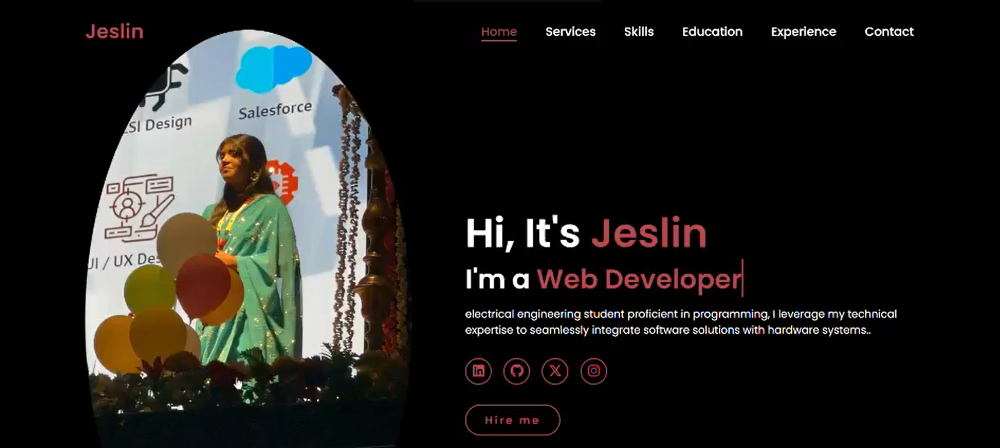 Jeslin
Home Services Skills Education Experience Contact
Salesforce
SI Design
UI / UX Des
Hi, It's Jeslin
I'm a Web Developer
electrical engineering student proficient in programming, I leverage my technical
expertise to seamlessly integrate software solutions with hardware systems..
Hire me